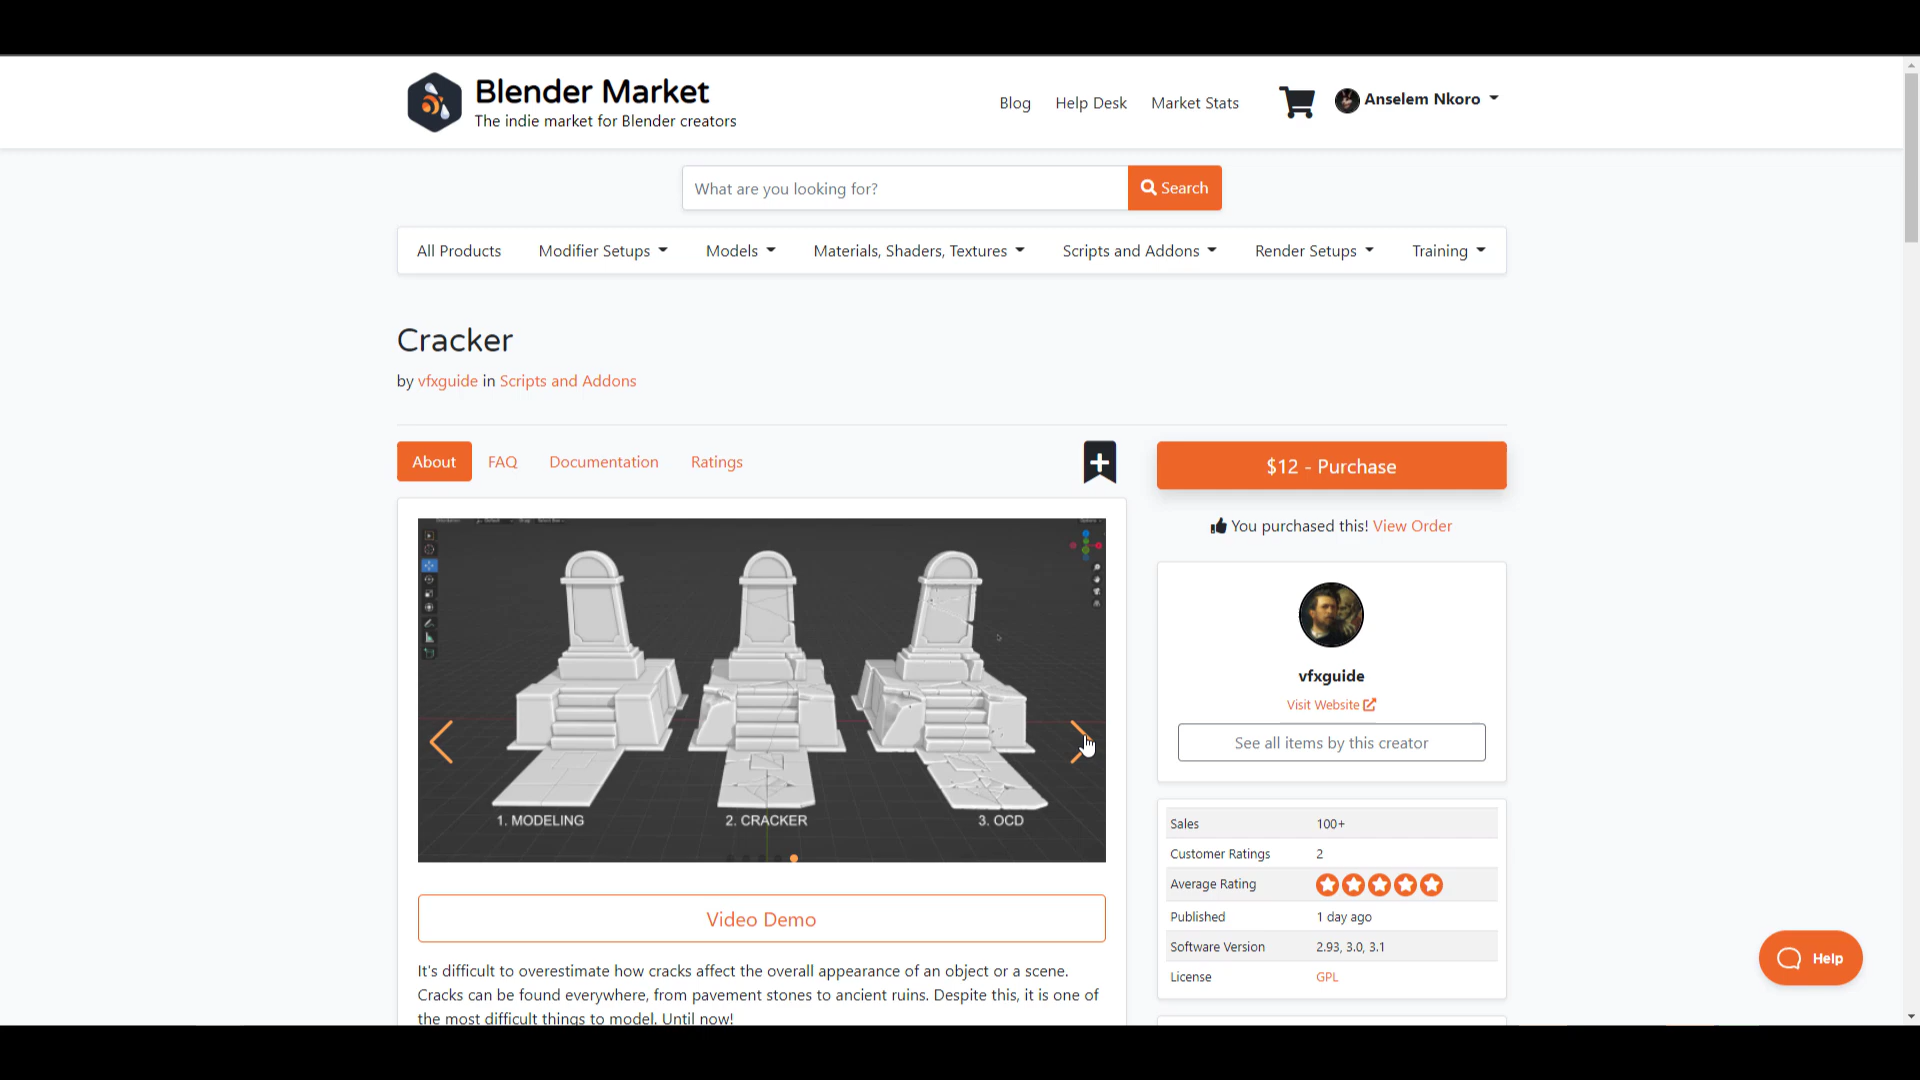 Blender Market
The indie market for Blender creators
Blog
Help Desk
Market Stats
Anselem Nkoro
What are you looking for?
Search
All Products
Modifier Setups
Models
Materials, Shaders, Textures
Scripts and Addons
Render Setups
Training
Cracker
by vfxguide in Scripts and Addons
About
FAQ
Documentation
Ratings
$12 - Purchase
You purchased this! View Order
1. MODELING
2. CRACKER
3. OCD
vfxguide
Visit Website
See all items by this creator
Sales 100+
Customer Ratings 2
Average Rating
Published 1 day ago
Software Version 2.93, 3.0, 3.1
License GPL
Video Demo
It's difficult to overestimate how cracks affect the overall appearance of an object or a scene.
Cracks can be found everywhere, from pavement stones to ancient ruins. Despite this, it is one of
the most difficult things to model. Until now!
Help